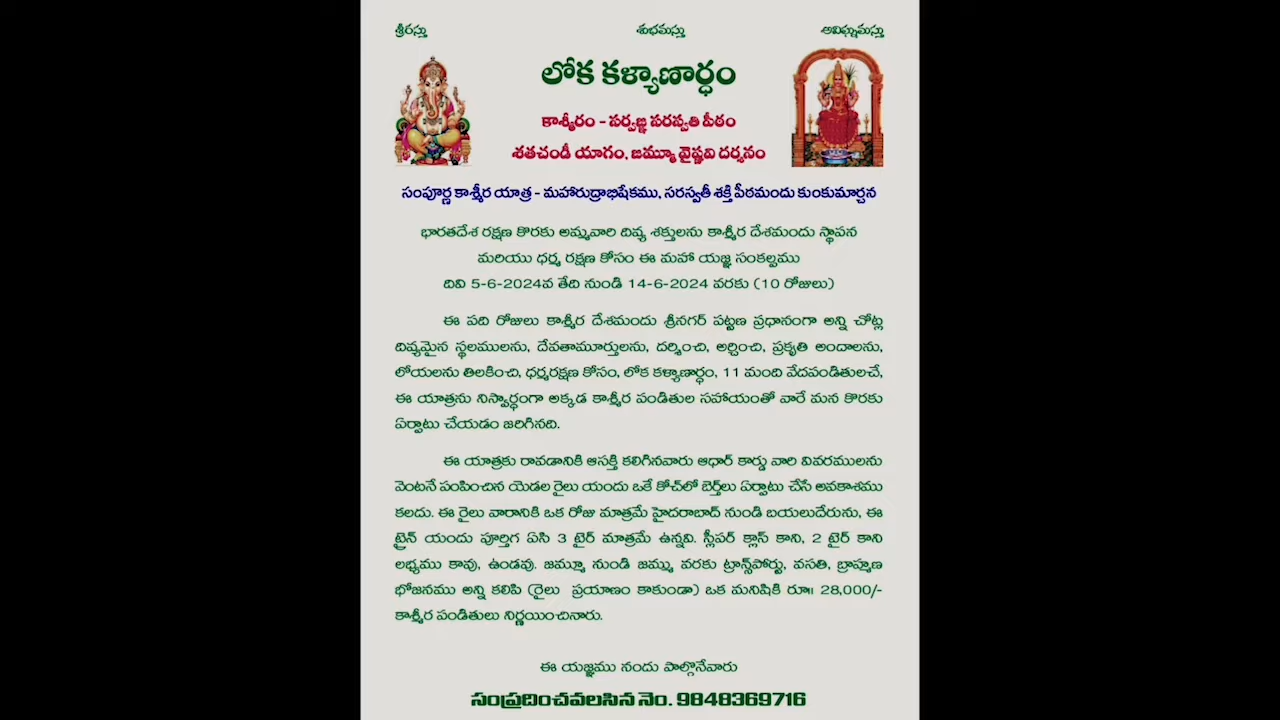 శ్రీరస్తు శుభమస్తు అవిఘ్నమస్తు
లోక కళ్యాణార్థం
కాశ్మీరం - సర్వజ్ఞ సరస్వతి పీఠం
శతచండీ యాగం, జమ్మూ వైష్ణవి దర్శనం
సంపూర్ణ కాశ్మీర యాత్ర - మహారుద్రాభిషేకము, సరస్వతీ శక్తి పీఠమందు కుంకుమార్చన
భారతదేశ రక్షణ కొరకు అమ్మవారి దివ్య శక్తులను కాశ్మీర దేశమందు స్థాపన
మరియు ధర్మ రక్షణ కోసం ఈ మహా యజ్ఞ సంకల్పము
దివి 5-6-2024వ తేది నుండి 14-6-2024 వరకు (10 రోజులు)
ఈ పది రోజులు కాశ్మీర దేశమందు శ్రీనగర్ పట్టణ ప్రధానంగా అన్ని చోట్ల
దివ్యమైన స్థలములను, దేవతామూర్తులను, దర్శించి, అర్చించి, ప్రకృతి అందాలను,
లోయలను తిలకించి, ధర్మరక్షణ కోసం, లోక కళ్యాణార్థం, 11 మంది వేదపండితులచే,
ఈ యాత్రను నిస్వార్థంగా అక్కడ కాశ్మీర పండితుల సహాయంతో వారే మన కొరకు
ఏర్పాటు చేయడం జరిగినది.
ఈ యాత్రకు రావడానికి ఆసక్తి కలిగినవారు ఆధార్ కార్డు వారి వివరములను
వెంటనే పంపించిన యెడల రైలు యందు ఒకే కోచ్‌లో బెర్త్‌లు ఏర్పాటు చేసే అవకాశము
కలదు. ఈ రైలు వారానికి ఒక రోజు మాత్రమే హైదరాబాద్ నుండి బయలుదేరును, ఈ
ట్రైన్ యందు పూర్తిగ ఏసి 3 టైర్ మాత్రమే ఉన్నవి. స్లీపర్ క్లాస్ కాని, 2 టైర్ కాని
లభ్యము కావు, ఉండవు. జమ్మూ నుండి జమ్ము వరకు ట్రాన్స్‌పోర్టు, వసతి, బ్రాహ్మణ
భోజనము అన్ని కలిపి (రైలు ప్రయాణం కాకుండా) ఒక మనిషికి రూ॥ 28,000/-
కాశ్మీర పండితులు నిర్ణయించినారు.
ఈ యజ్ఞము నందు పాల్గొనేవారు
సంప్రదించవలసిన నెం. 9848369716